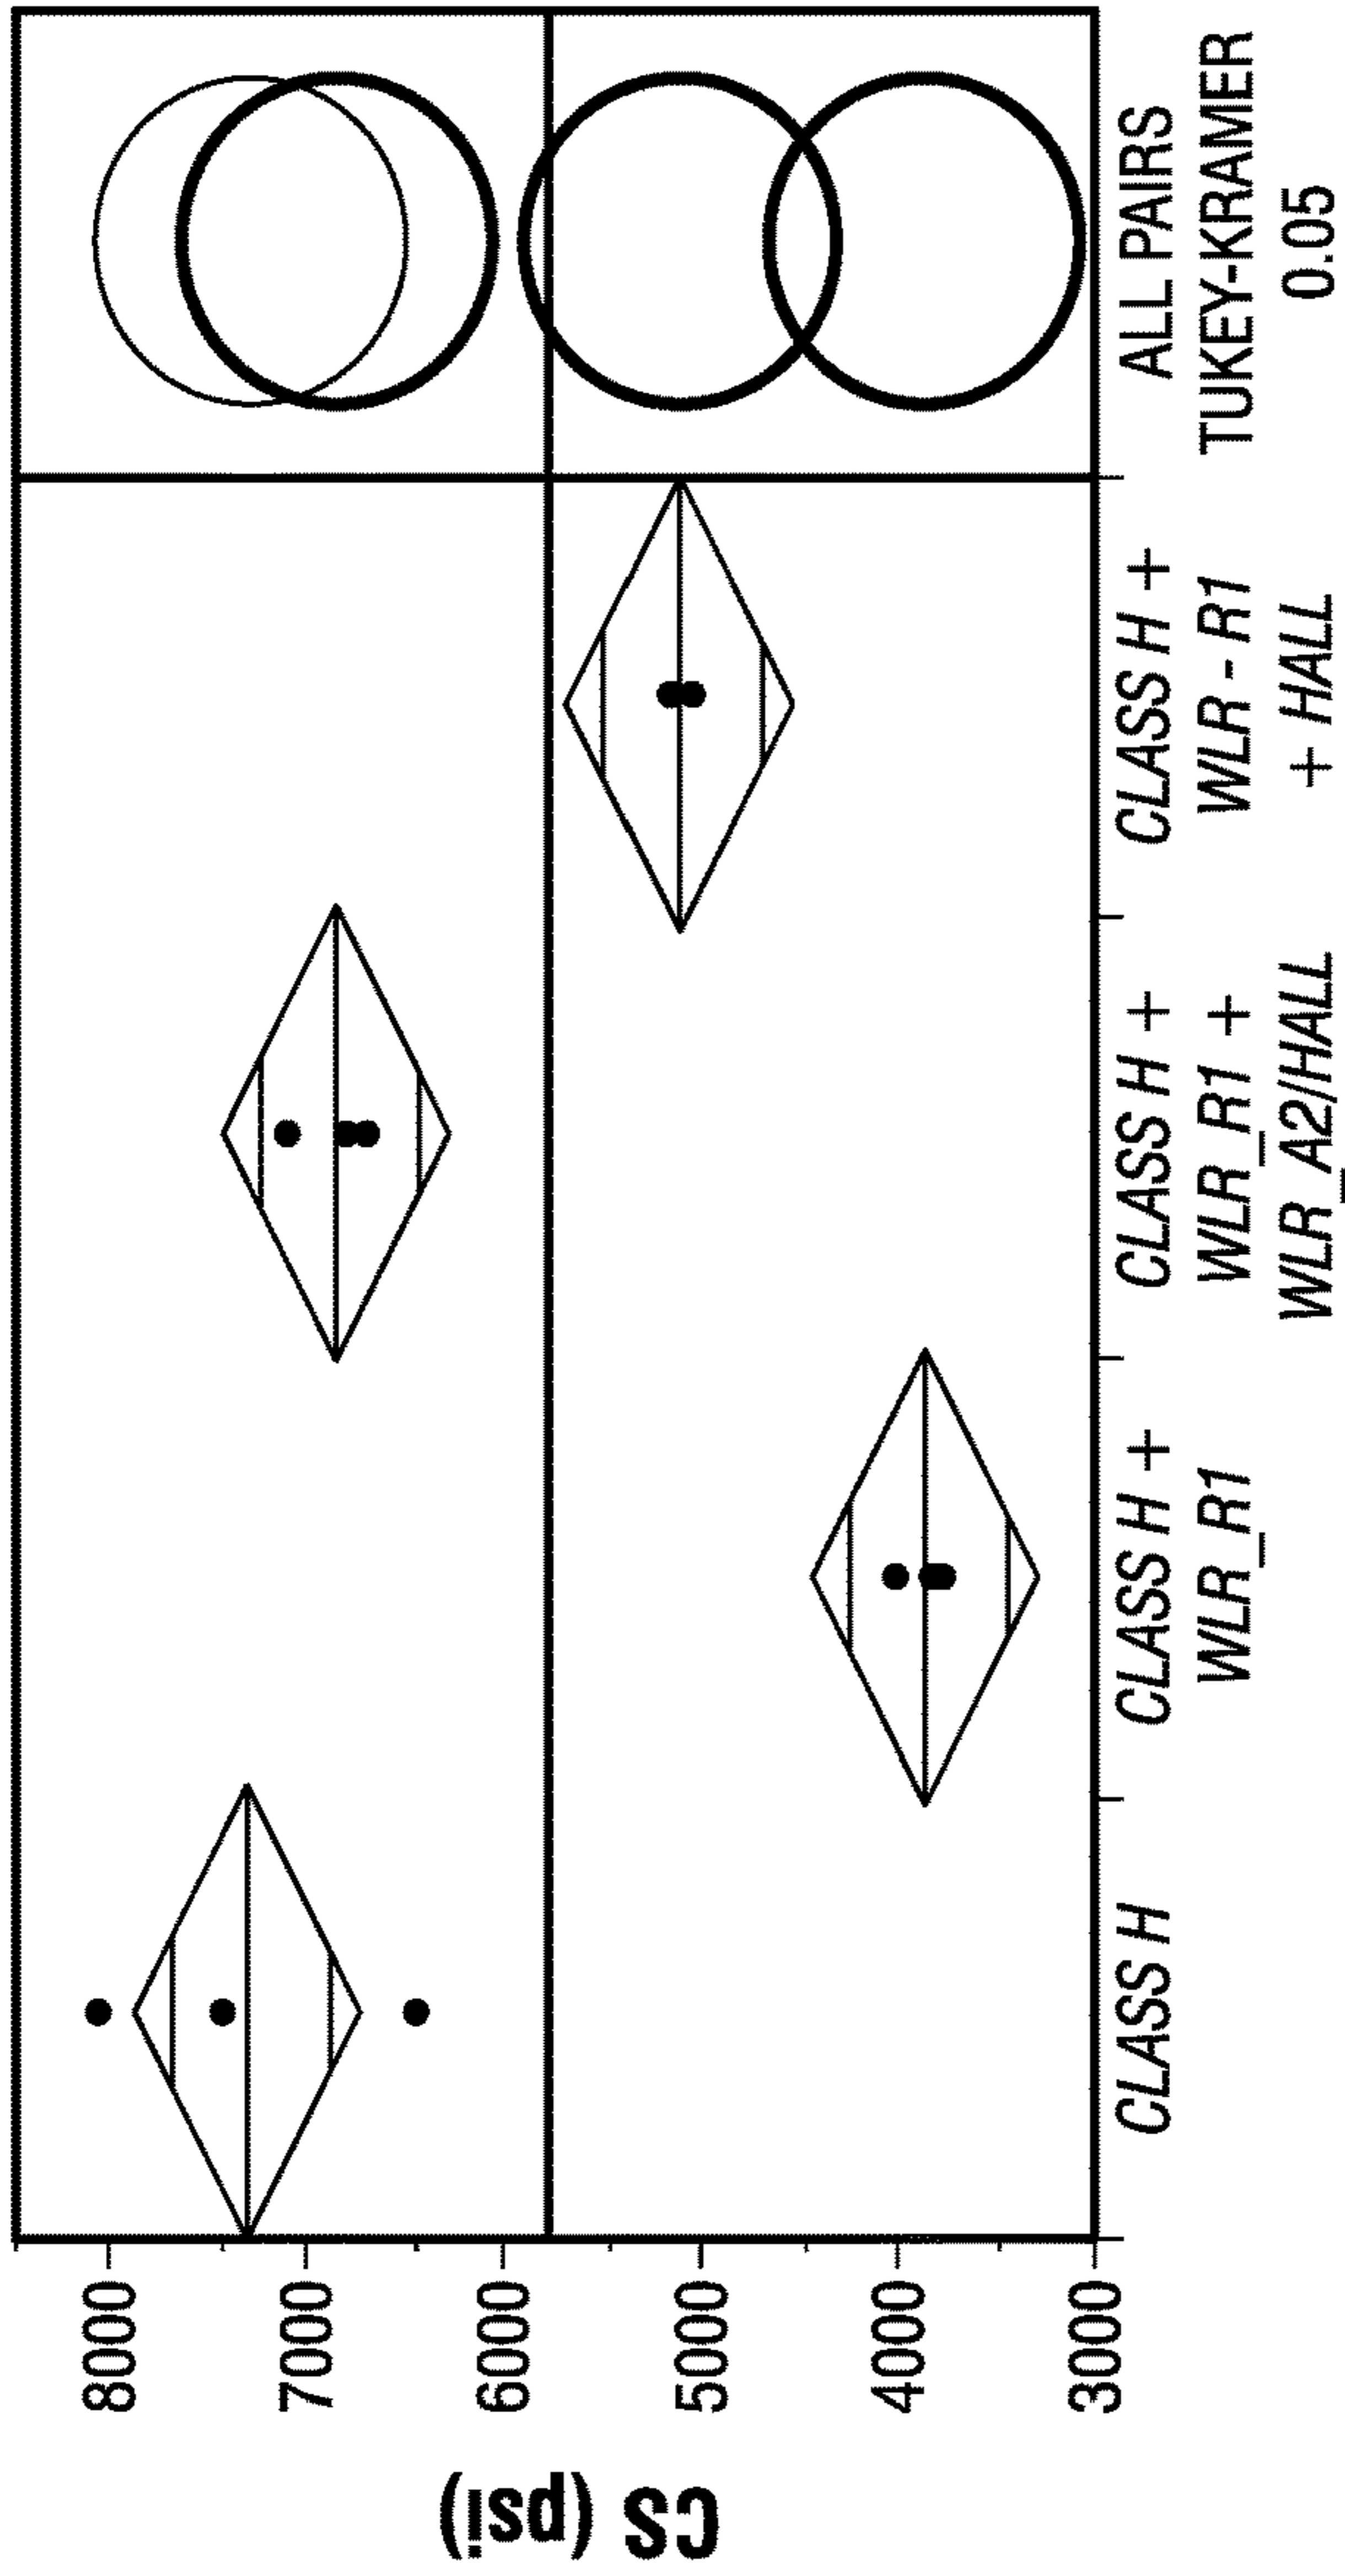 CS (psi)
8000
7000
6000
5000
4000
3000
CLASS H
CLASS H +
WLR_R1
CLASS H +
WLR_R1 +
WLR_A2/HALL
CLASS H +
WLR - R1
+ HALL
ALL PAIRS
TUKEY-KRAMER
0.05